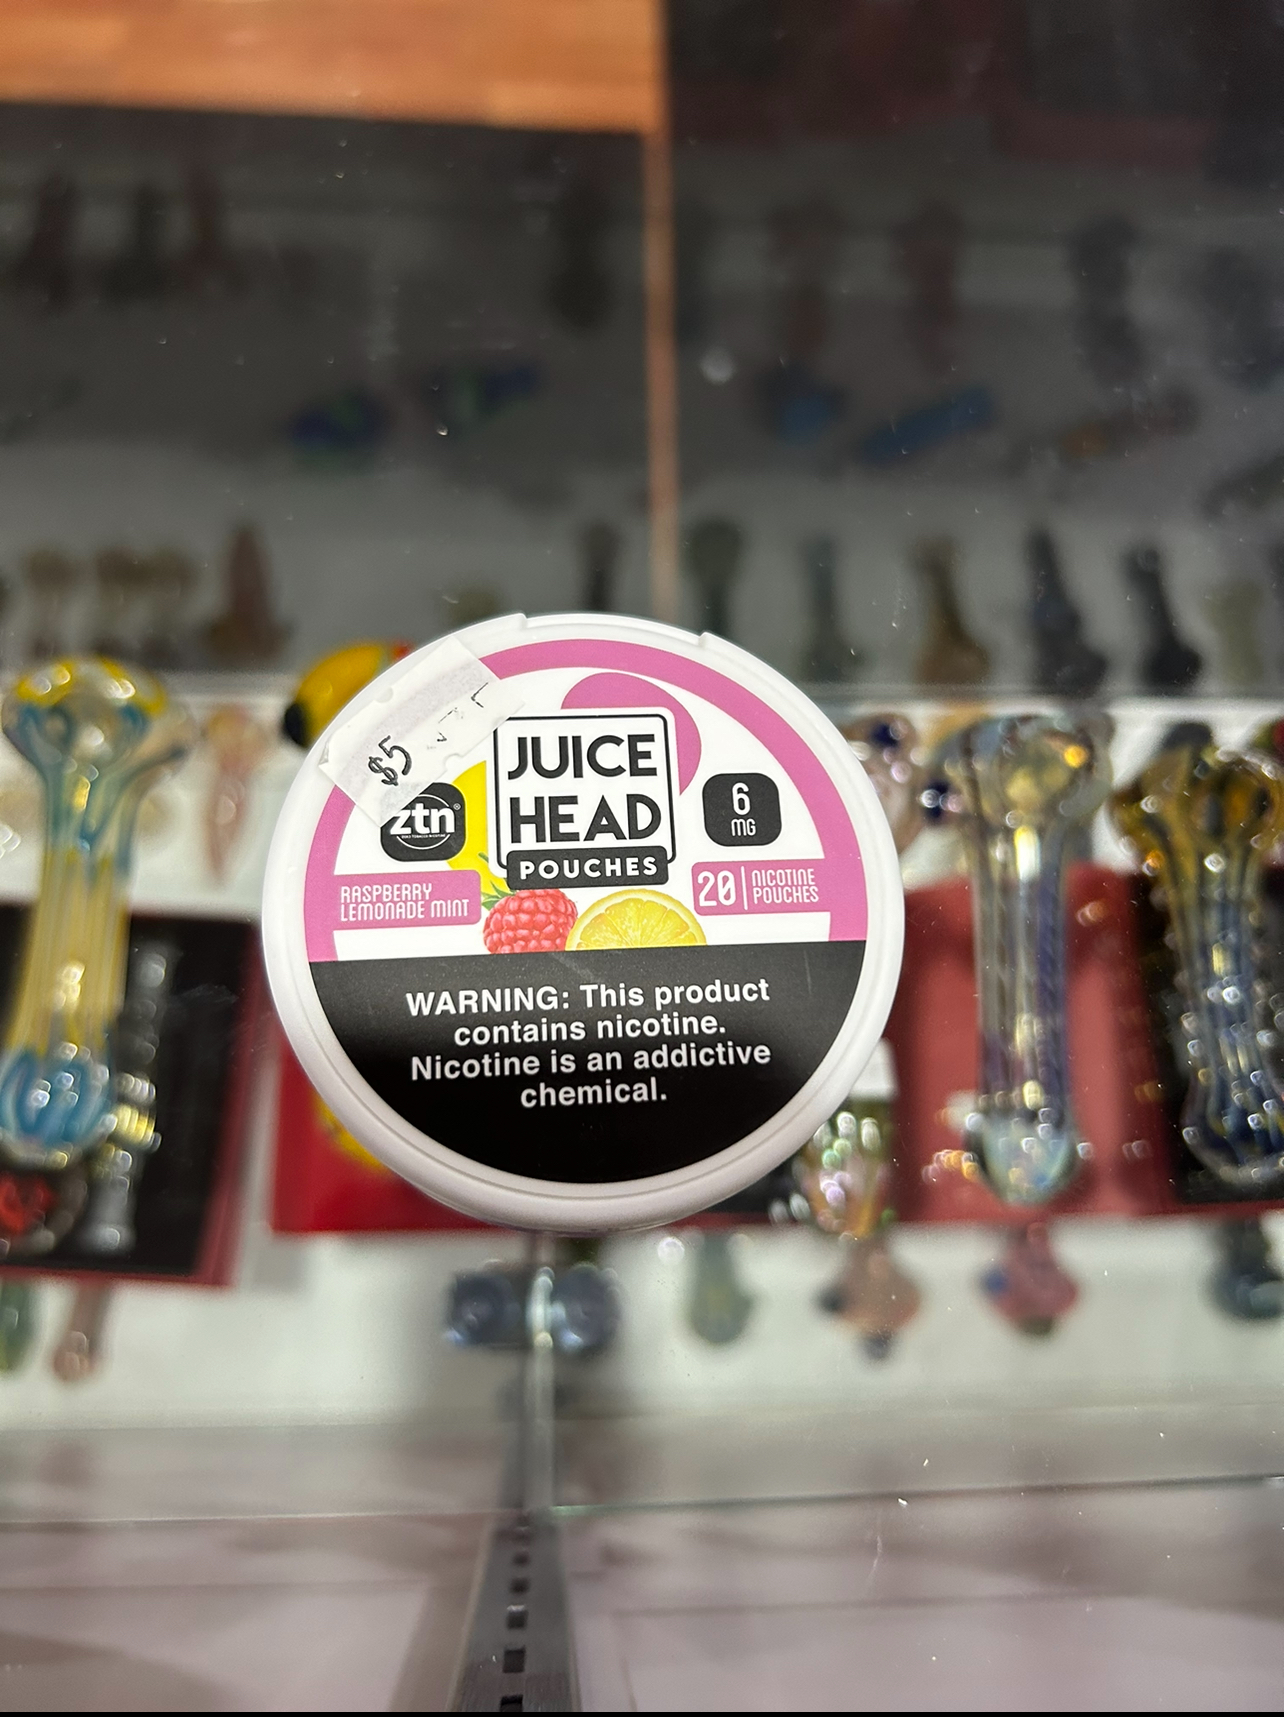 $5
JUICE
HEAD
POUCHES
ztn
6
MG
RASPBERRY
LEMONADE MINT
20 | NICOTINE
POUCHES
WARNING: This product
contains nicotine.
Nicotine is an addictive
chemical.